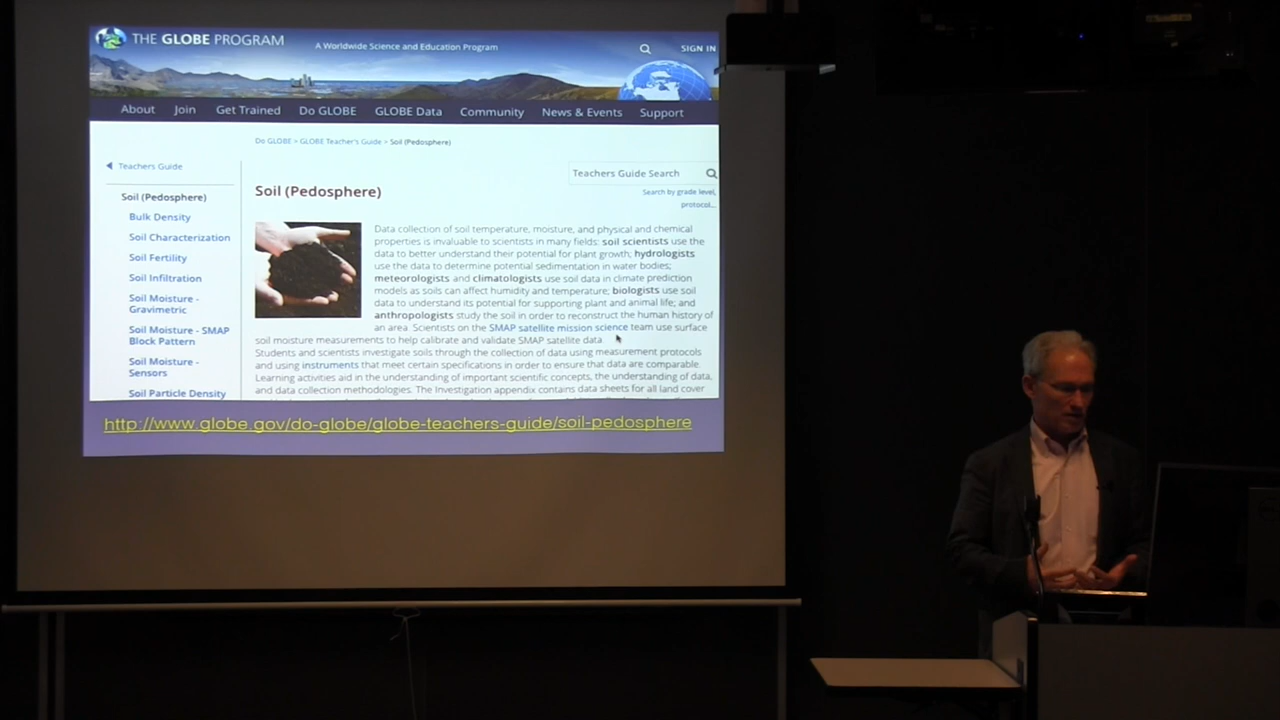 THE GLOBE PROGRAM
A Worldwide Science and Education Program
SIGN IN
About Join Get Trained Do GLOBE GLOBE Data Community News & Events Support
Do GLOBE > GLOBE Teacher's Guide > Soil (Pedosphere)
Teachers Guide
Soil (Pedosphere)
Bulk Density
Soil Characterization
Soil Fertility
Soil Infiltration
Soil Moisture -
Gravimetric
Soil Moisture - SMAP
Block Pattern
Soil Moisture -
Sensors
Soil Particle Density
Teachers Guide Search
Search by grade level,
protocol...
Soil (Pedosphere)
Data collection of soil temperature, moisture, and physical and chemical
properties is invaluable to scientists in many fields: soil scientists use the
data to better understand their potential for plant growth; hydrologists
use the data to determine potential sedimentation in water bodies;
meteorologists and climatologists use soil data in climate prediction
models as soils can affect humidity and temperature; biologists use soil
data to understand its potential for supporting plant and animal life; and
anthropologists study the soil in order to reconstruct the human history of
an area. Scientists on the SMAP satellite mission science team use surface
soil moisture measurements to help calibrate and validate SMAP satellite data.
Students and scientists investigate soils through the collection of data using measurement protocols
and using instruments that meet certain specifications in order to ensure that data are comparable.
Learning activities aid in the understanding of important scientific concepts, the understanding of data,
and data collection methodologies. The Investigation appendix contains data sheets for all land cover
http://www.globe.gov/do-globe/globe-teachers-guide/soil-pedosphere